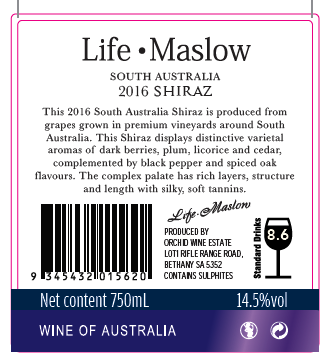 Life • Maslow
SOUTH AUSTRALIA
2016 SHIRAZ
This 2016 South Australia Shiraz is produced from
grapes grown in premium vineyards around South
Australia. This Shiraz displays distinctive varietal
aromas of dark berries, plum, licorice and cedar,
complemented by black pepper and spiced oak
flavours. The complex palate has rich layers, structure
and length with silky, soft tannins.
Life • Maslow
PRODUCED BY
ORCHID WINE ESTATE
LOTI RIFLE RANGE ROAD,
BETHANY SA 5352
CONTAINS SULPHITES
Standard Drinks
8.6
9 345432 015620
Net content 750mL 14.5%vol
WINE OF AUSTRALIA